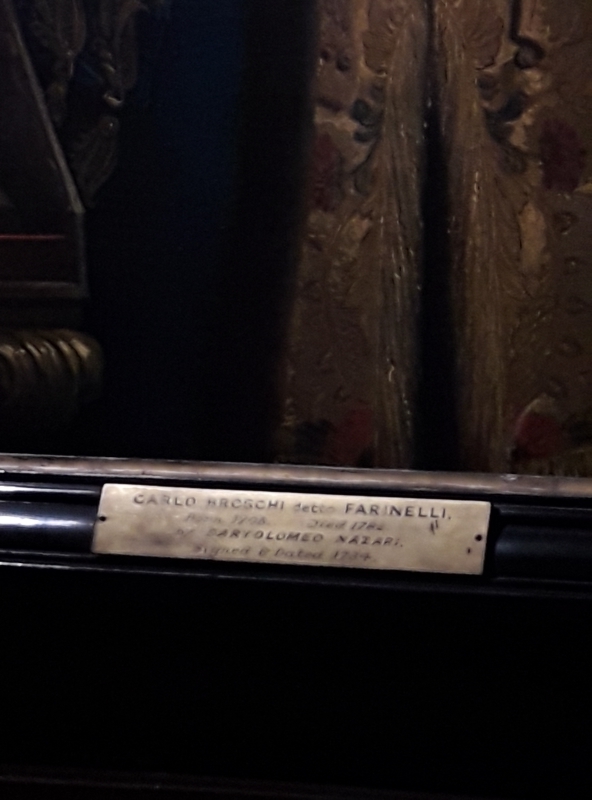 CARLO BROSCHI detto FARINELLI,
Born 1705. Died 1782
BY BARTOLOMEO NAZARI.
Signed & Dated 1734